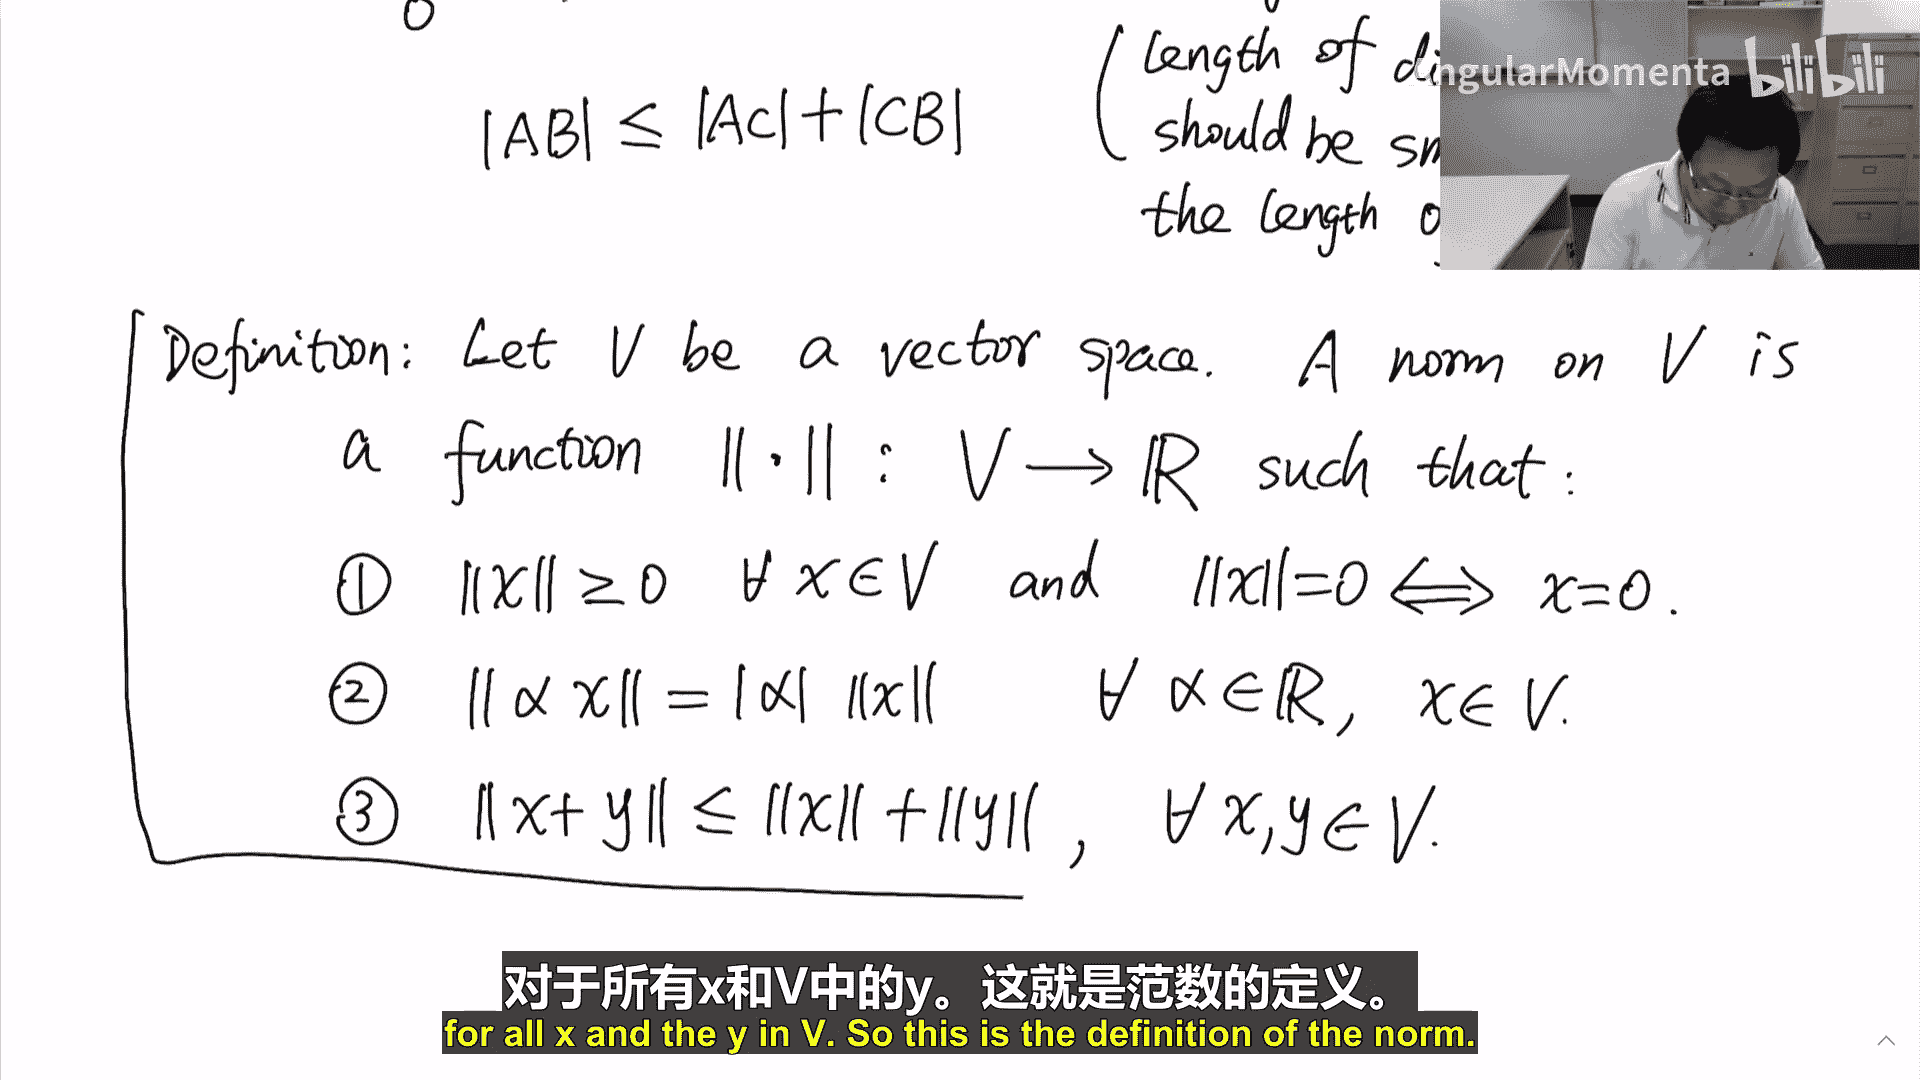 (length of
AngularMomenta bilibili
|AB| ≤ |AC| + |CB|
should be
the length
Definition: Let V be a vector space. A norm on V is
a function ||·|| : V → ℝ such that:
① ||x|| ≥ 0 ∀ x ∈ V and ||x|| = 0 ⟺ x = 0.
② ||α x|| = |α| ||x|| ∀ α ∈ ℝ, x ∈ V.
③ ||x + y|| ≤ ||x|| + ||y||, ∀ x, y ∈ V.
对于所有x和V中的y。这就是范数的定义。
for all x and the y in V. So this is the definition of the norm.